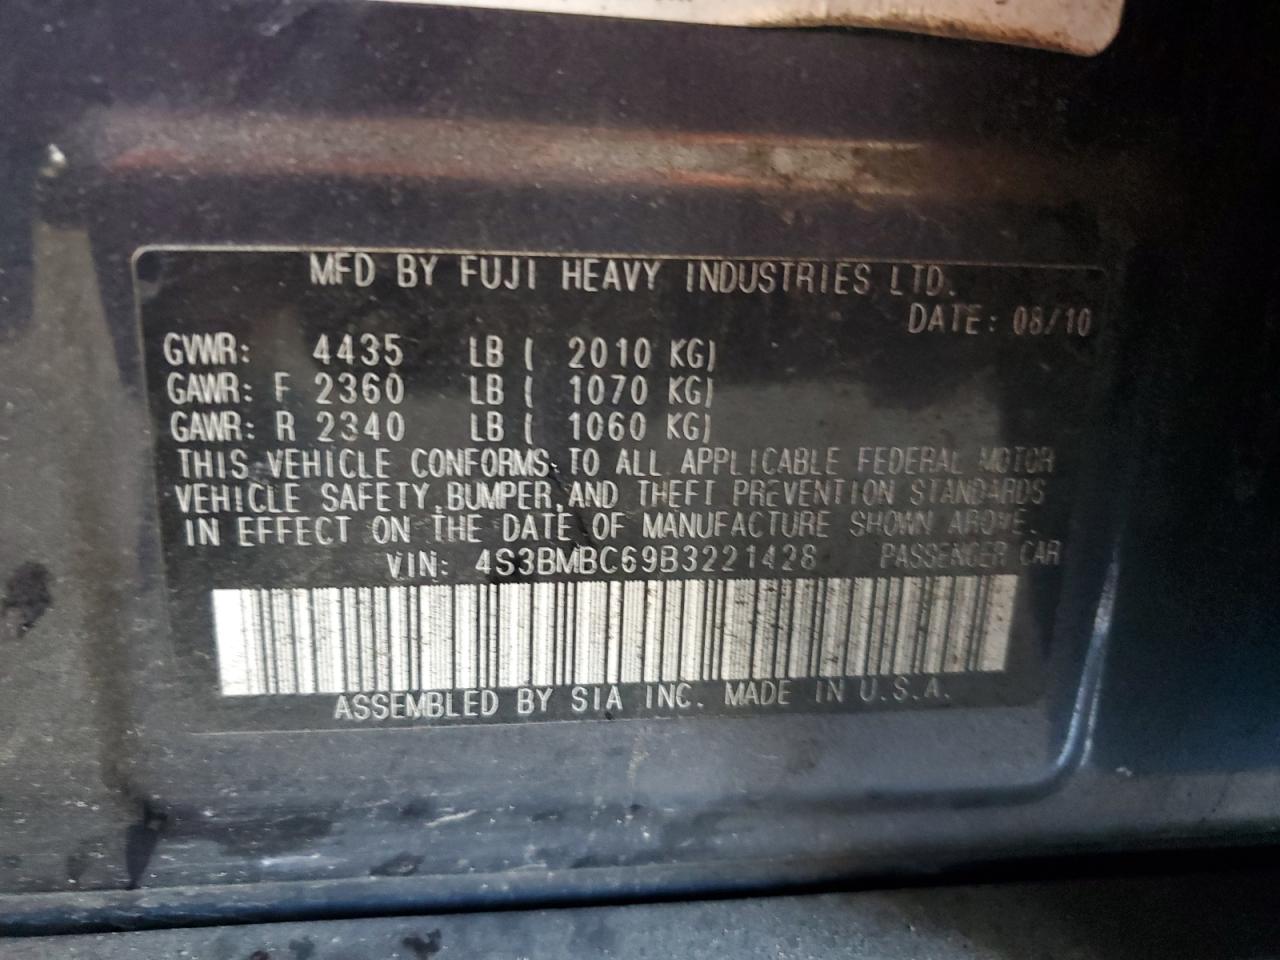 MFD BY FUJI HEAVY INDUSTRIES LTD.
DATE: 08/10
GVWR: 4435 LB ( 2010 KG)
GAWR: F 2360 LB ( 1070 KG)
GAWR: R 2340 LB ( 1060 KG)
THIS VEHICLE CONFORMS TO ALL APPLICABLE FEDERAL MOTOR
VEHICLE SAFETY, BUMPER, AND THEFT PREVENTION STANDARDS
IN EFFECT ON THE DATE OF MANUFACTURE SHOWN ABOVE.
VIN: 4S3BMBC69B3221428 PASSENGER CAR
ASSEMBLED BY SIA INC. MADE IN U.S.A.